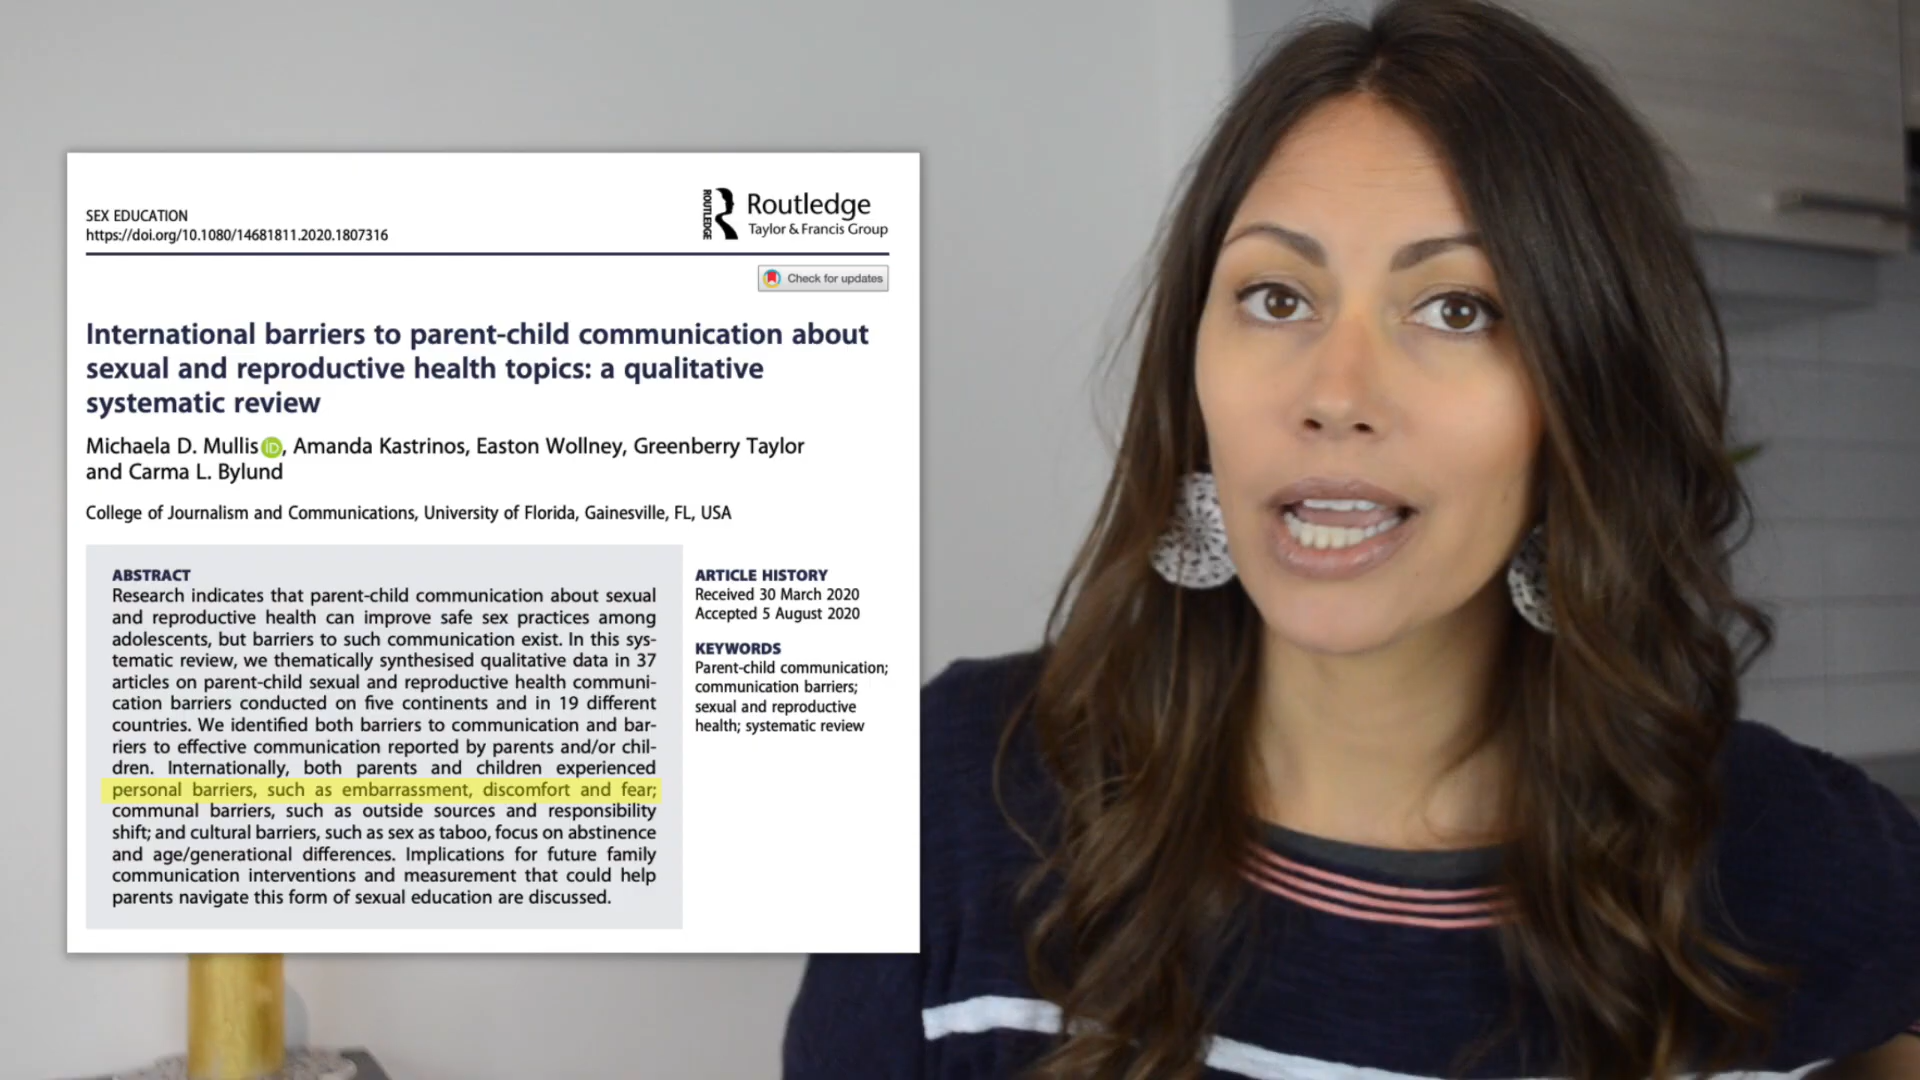 SEX EDUCATION
https://doi.org/10.1080/14681811.2020.1807316
ROUTLEDGE
Routledge
Taylor & Francis Group
Check for updates
International barriers to parent-child communication about
sexual and reproductive health topics: a qualitative
systematic review
Michaela D. Mullis iD, Amanda Kastrinos, Easton Wollney, Greenberry Taylor
and Carma L. Bylund
College of Journalism and Communications, University of Florida, Gainesville, FL, USA
ABSTRACT
Research indicates that parent-child communication about sexual
and reproductive health can improve safe sex practices among
adolescents, but barriers to such communication exist. In this sys-
tematic review, we thematically synthesised qualitative data in 37
articles on parent-child sexual and reproductive health communi-
cation barriers conducted on five continents and in 19 different
countries. We identified both barriers to communication and bar-
riers to effective communication reported by parents and/or chil-
dren. Internationally, both parents and children experienced
personal barriers, such as embarrassment, discomfort and fear;
communal barriers, such as outside sources and responsibility
shift; and cultural barriers, such as sex as taboo, focus on abstinence
and age/generational differences. Implications for future family
communication interventions and measurement that could help
parents navigate this form of sexual education are discussed.
ARTICLE HISTORY
Received 30 March 2020
Accepted 5 August 2020
KEYWORDS
Parent-child communication;
communication barriers;
sexual and reproductive
health; systematic review